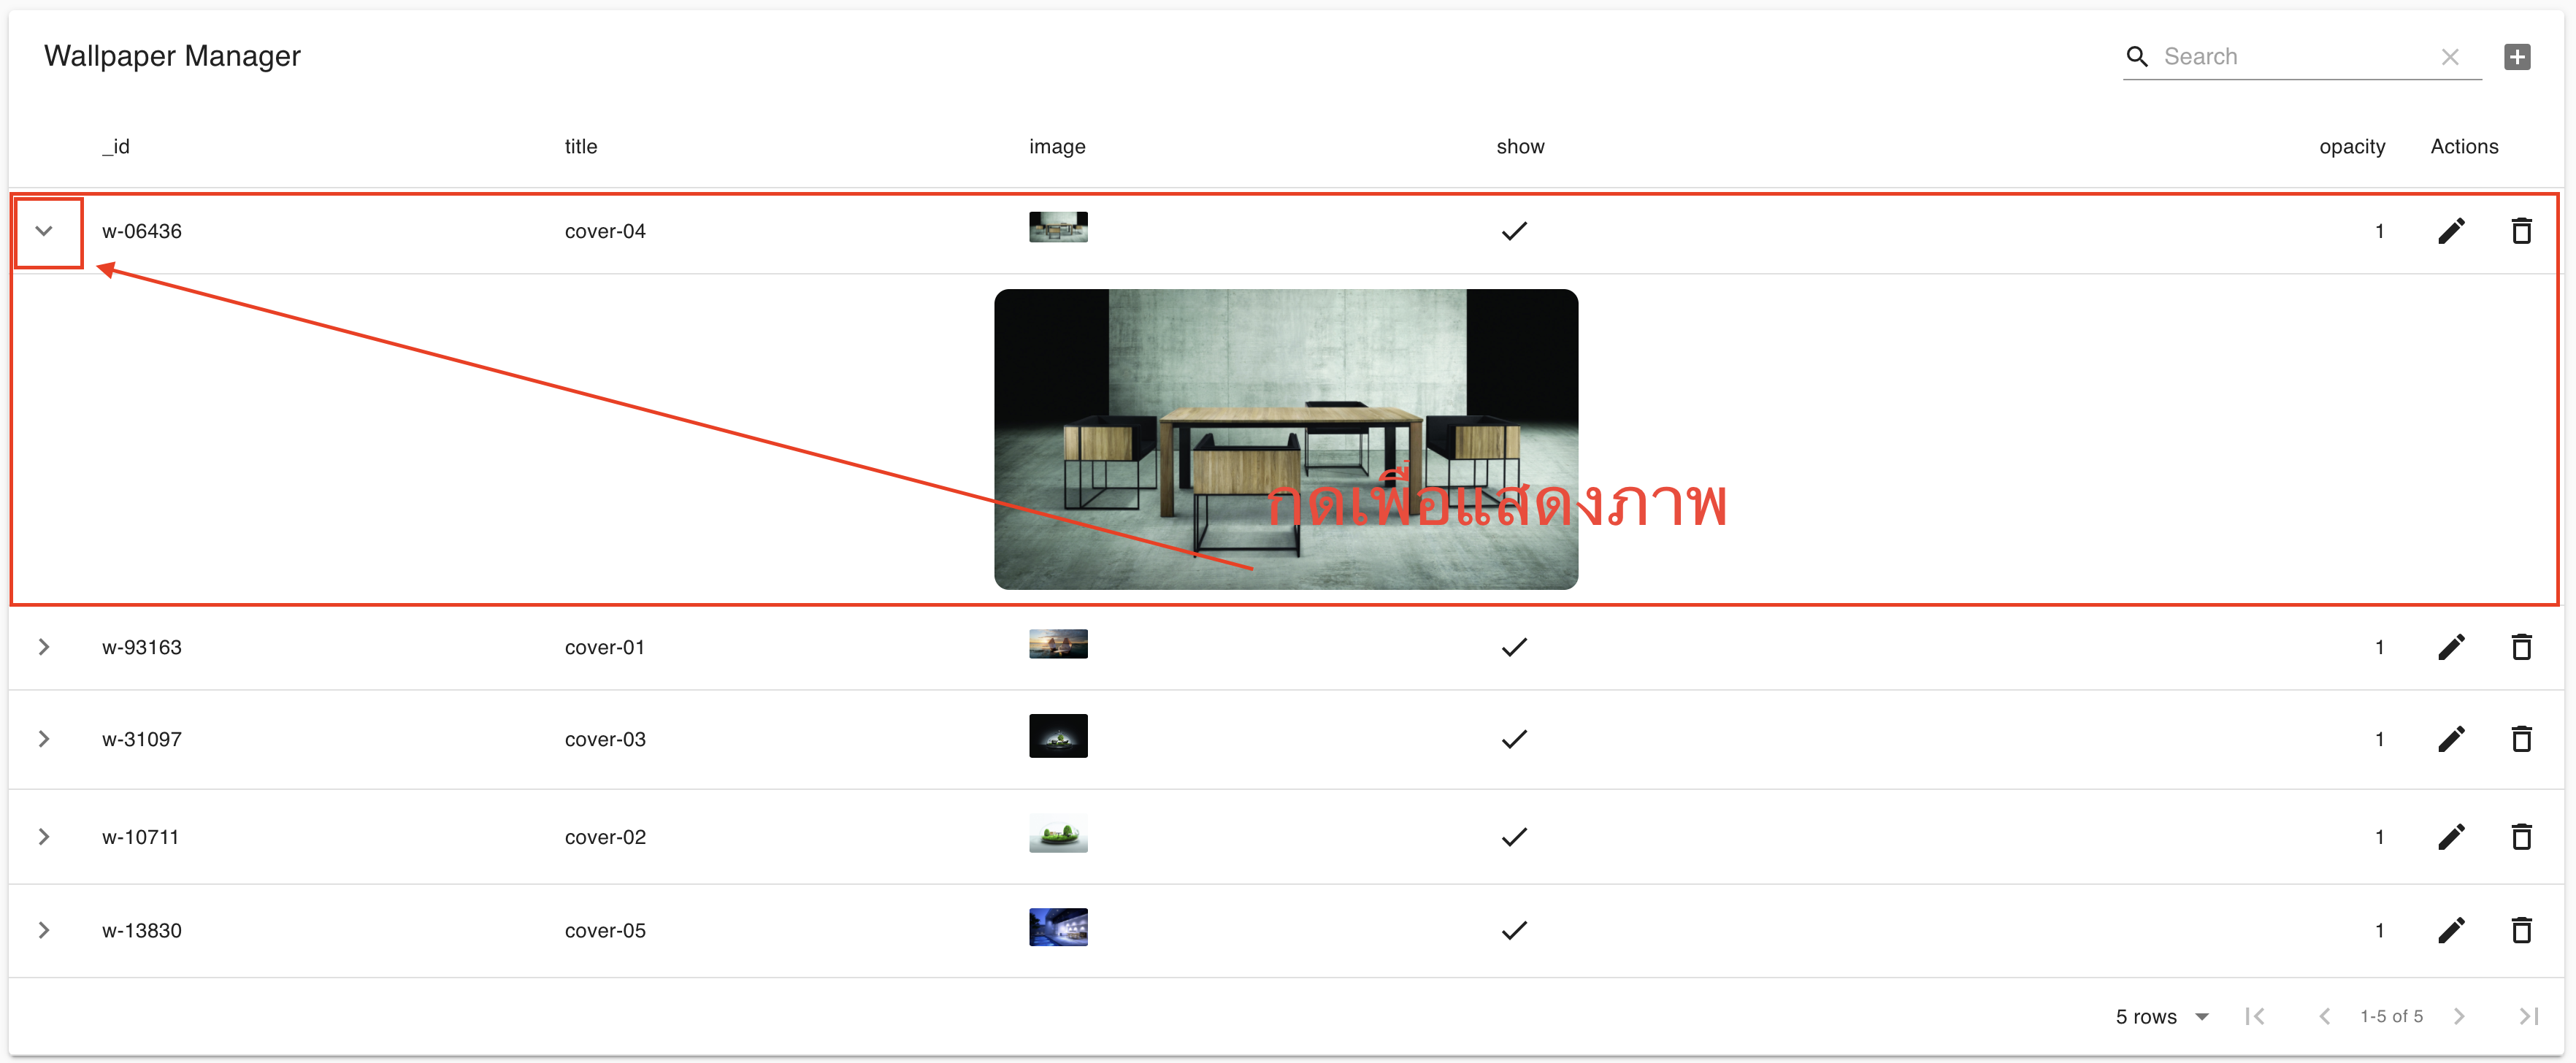 Wallpaper Manager
Search
_id title image show opacity Actions
w-06436 cover-04 1
กดเพื่อแสดงภาพ
w-93163 cover-01 1
w-31097 cover-03 1
w-10711 cover-02 1
w-13830 cover-05 1
5 rows 1-5 of 5